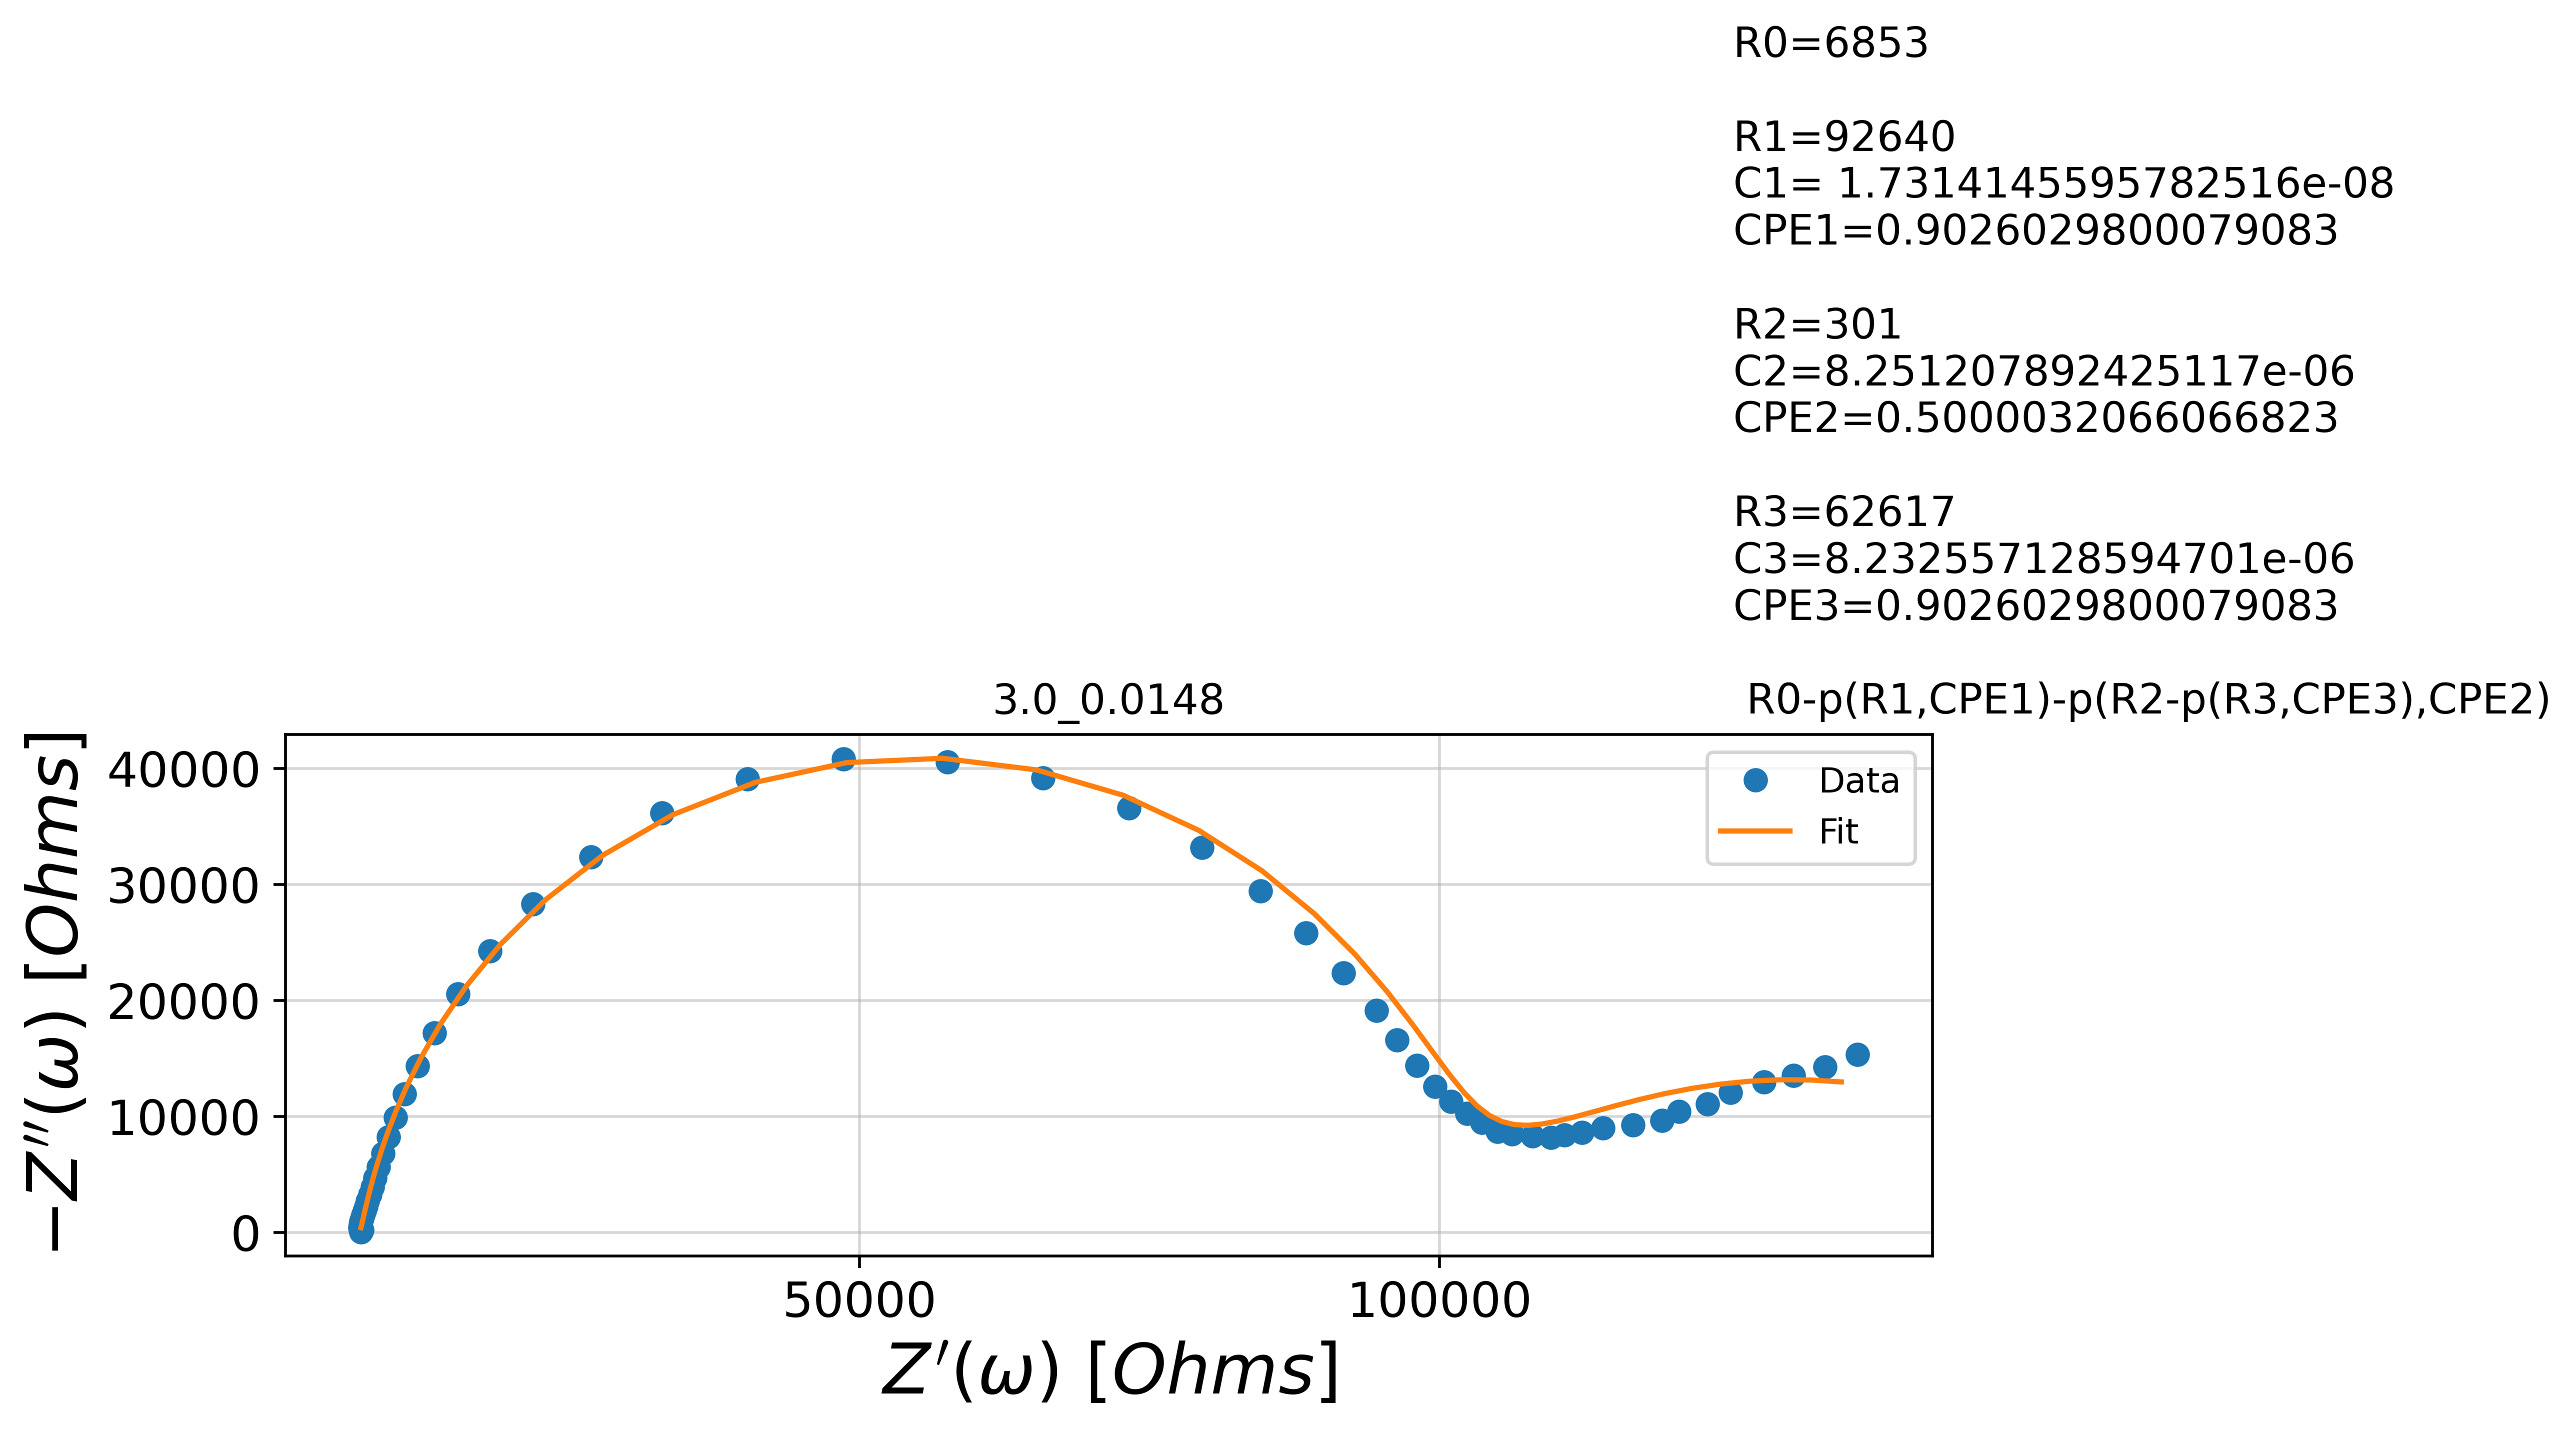 R0=6853
R1=92640
C1= 1.7314145595782516e-08
CPE1=0.9026029800079083
R2=301
C2=8.251207892425117e-06
CPE2=0.5000032066066823
R3=62617
C3=8.232557128594701e-06
CPE3=0.9026029800079083
3.0_0.0148
R0-p(R1,CPE1)-p(R2-p(R3,CPE3),CPE2)
Data
Fit
40000
30000
20000
10000
0
−Z′′(ω) [Ohms]
50000
100000
Z′(ω) [Ohms]